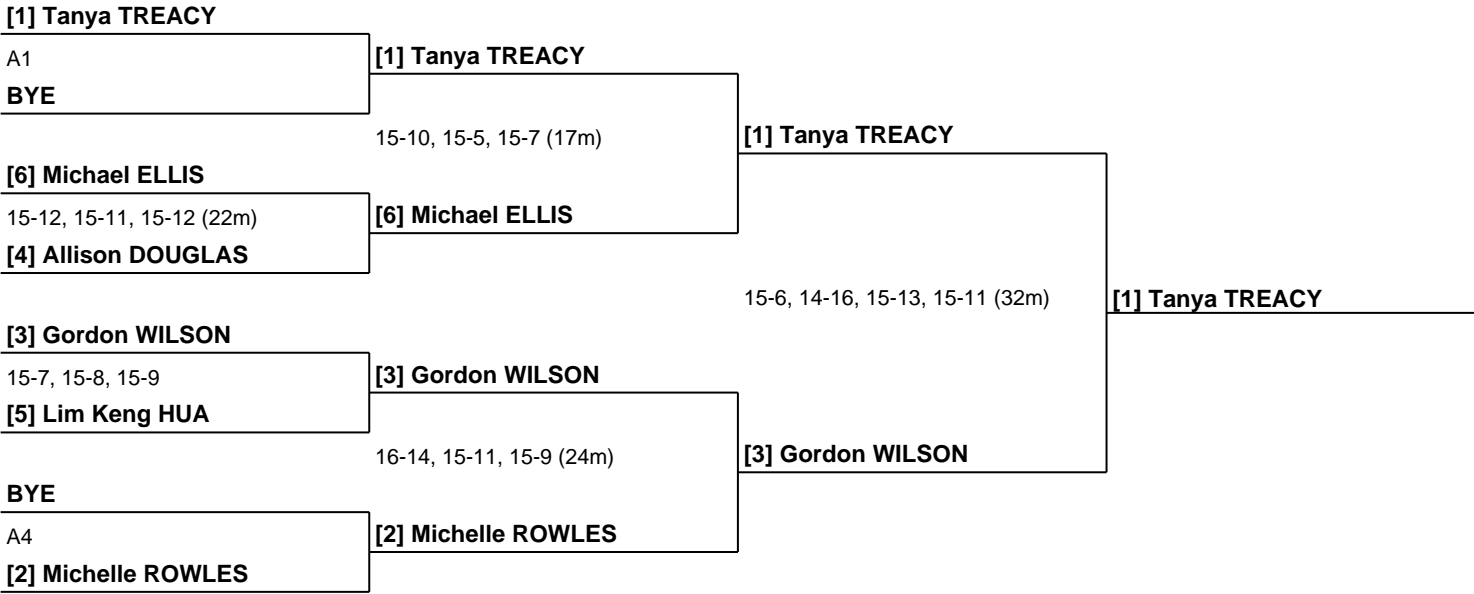 [1] Tanya TREACY
A1
BYE
[6] Michael ELLIS
15-12, 15-11, 15-12 (22m)
[4] Allison DOUGLAS
[3] Gordon WILSON
15-7, 15-8, 15-9
[5] Lim Keng HUA
BYE
A4
[2] Michelle ROWLES
[1] Tanya TREACY
15-10, 15-5, 15-7 (17m)
[6] Michael ELLIS
[3] Gordon WILSON
16-14, 15-11, 15-9 (24m)
[2] Michelle ROWLES
[1] Tanya TREACY
15-6, 14-16, 15-13, 15-11 (32m)
[3] Gordon WILSON
[1] Tanya TREACY